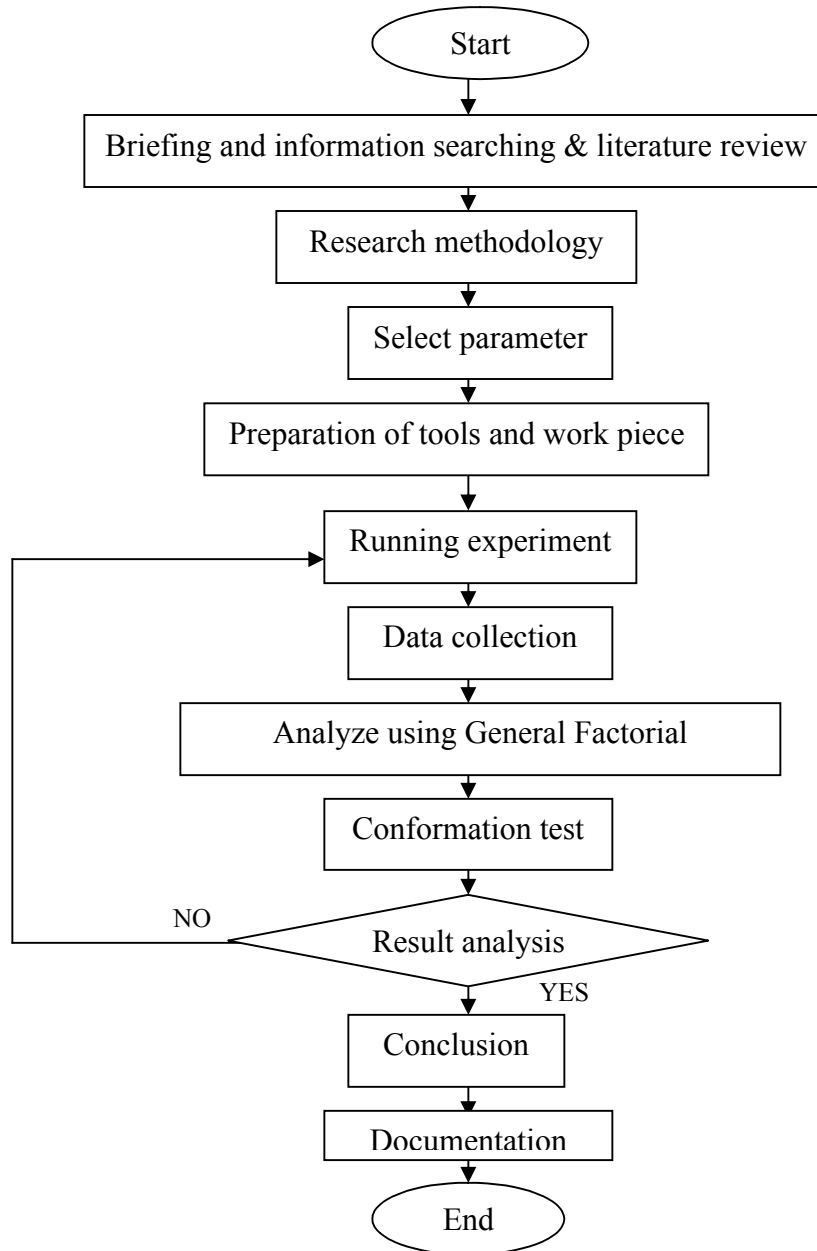 Start
Briefing and information searching & literature review
Research methodology
Select parameter
Preparation of tools and work piece
Running experiment
Data collection
Analyze using General Factorial
Conformation test
NO
Result analysis
YES
Conclusion
Documentation
End